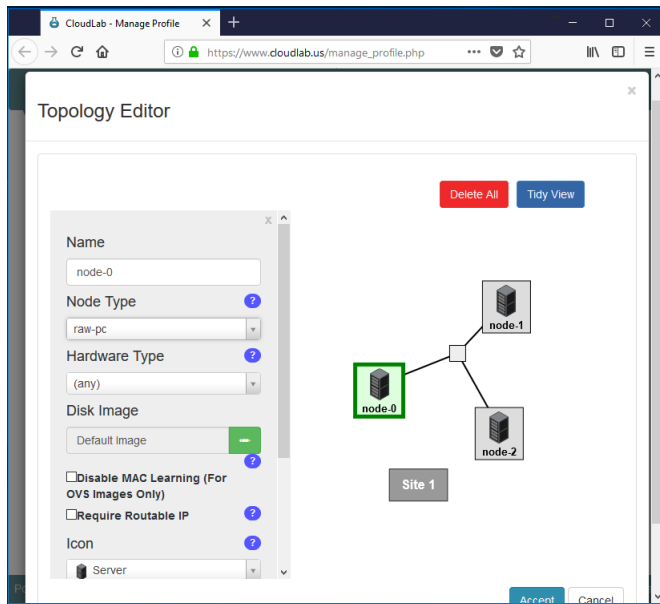 CloudLab - Manage Profile
https://www.cloudlab.us/manage_profile.php
Topology Editor
Delete All
Tidy View
Name
node-0
Node Type
raw-pc
Hardware Type
(any)
Disk Image
Default Image
Disable MAC Learning (For
OVS Images Only)
Require Routable IP
Icon
Server
node-1
node-0
node-2
Site 1
Accept
Cancel